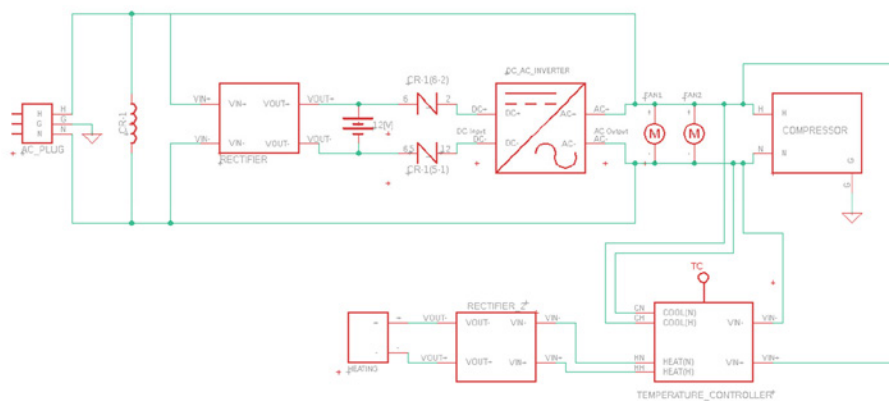 AC_PLUG
H
G
N
H
G
N
CR-1
VIN+
VIN-
VIN+
VIN-
VOUT+
VOUT-
VOUT+
VOUT-
RECTIFIER
12[V]
CR-1(6-2)
6
2
CR-1(5-1)
DC_AC_INVERTER
DC+
DC-
DC Input
DC+
DC-
AC+
AC-
AC+
AC-
AC Output
FAN1
M
FAN2
M
H
N
H
N
COMPRESSOR
G
G
TC
CN
CH
COOL(N)
COOL(H)
VIN-
VIN-
HN
HH
HEAT(N)
HEAT(H)
VIN+
VIN+
TEMPERATURE_CONTROLLER
HEATING
VOUT-
VOUT+
RECTIFIER_2
VOUT-
VOUT+
VIN-
VIN+
VIN-
VIN+